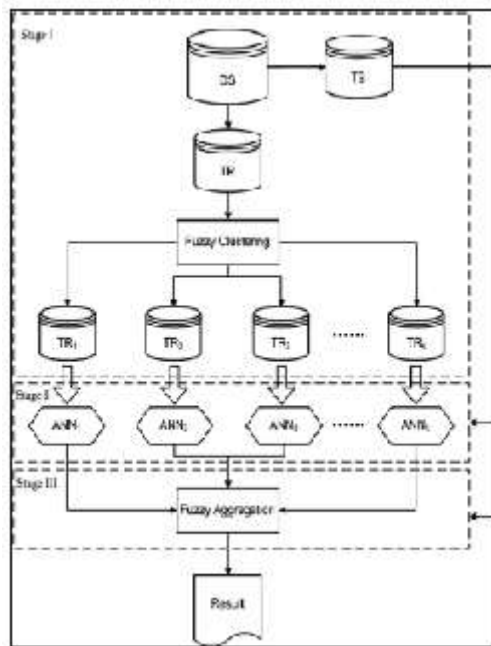 Stage I
DS
TS
TR
Fuzzy Clustering
TR₁
TR₂
TR₃
......
TRₖ
Stage II
ANN₁
ANN₂
ANN₃
......
ANNₖ
Stage III
Fuzzy Aggregation
Result